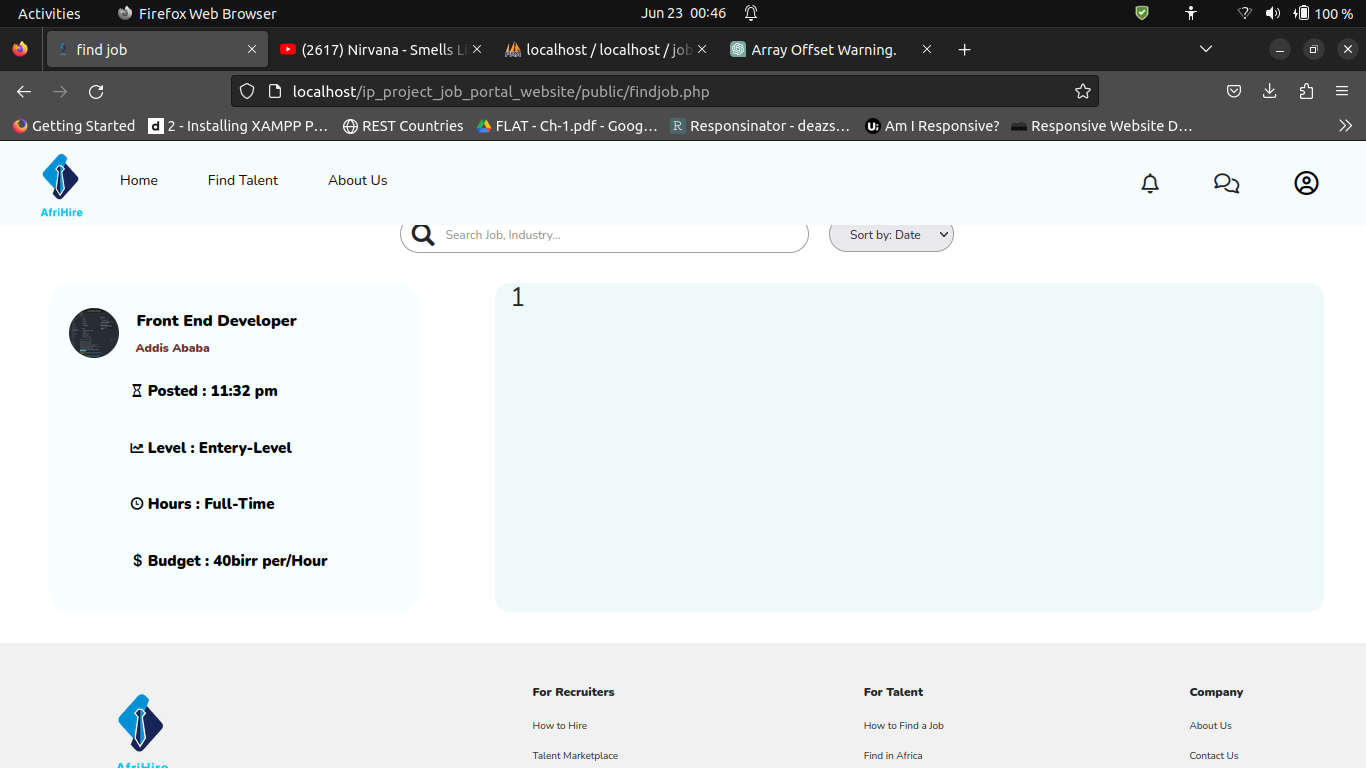 Activities Firefox Web Browser Jun 23 00:46 100 %
find job (2617) Nirvana - Smells Li localhost / localhost / job Array Offset Warning.
localhost/ip_project_job_portal_website/public/findjob.php
Getting Started 2 - Installing XAMPP P… REST Countries FLAT - Ch-1.pdf - Goog… Responsinator - deazs… Am I Responsive? Responsive Website D…
Home Find Talent About Us
AfriHire
Search Job, Industry... Sort by: Date
1
Front End Developer
Addis Ababa
Posted : 11:32 pm
Level : Entery-Level
Hours : Full-Time
$ Budget : 40birr per/Hour
For Recruiters For Talent Company
How to Hire How to Find a Job About Us
Talent Marketplace Find in Africa Contact Us
AfriHire